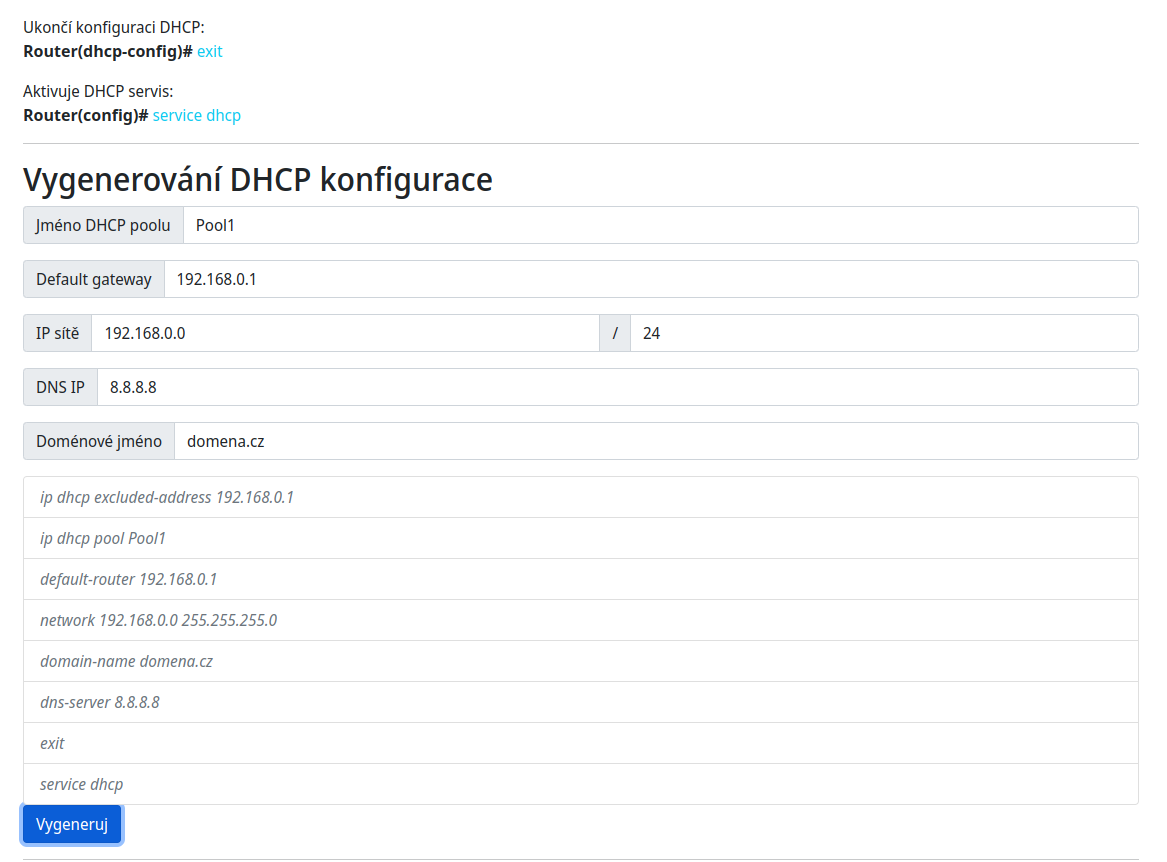 Ukončí konfiguraci DHCP:
Router(dhcp-config)# exit
Aktivuje DHCP servis:
Router(config)# service dhcp
Vygenerování DHCP konfigurace
Jméno DHCP poolu Pool1
Default gateway 192.168.0.1
IP sítě 192.168.0.0 / 24
DNS IP 8.8.8.8
Doménové jméno domena.cz
ip dhcp excluded-address 192.168.0.1
ip dhcp pool Pool1
default-router 192.168.0.1
network 192.168.0.0 255.255.255.0
domain-name domena.cz
dns-server 8.8.8.8
exit
service dhcp
Vygeneruj